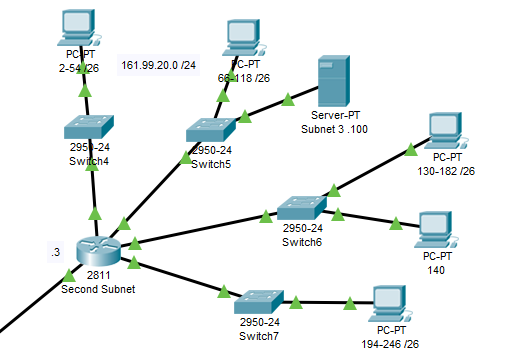 PC-PT
2-54 /26
161.99.20.0 /24
PC-PT
66-118 /26
Server-PT
Subnet 3 .100
2950-24
Switch4
2950-24
Switch5
PC-PT
130-182 /26
2950-24
Switch6
PC-PT
140
.3
2811
Second Subnet
2950-24
Switch7
PC-PT
194-246 /26